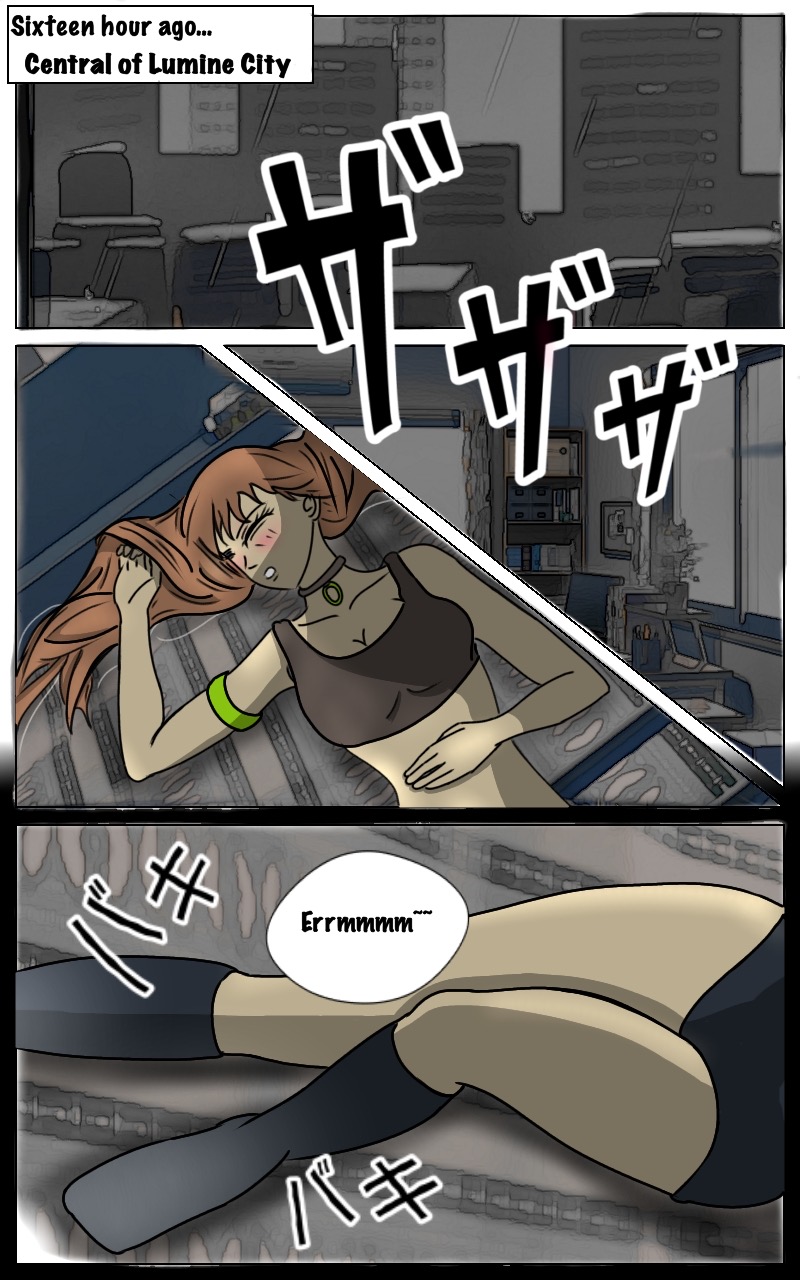 Sixteen hour ago...
Central of Lumine City
ザ
ザ
ザ
バキ
Errmmmm~~
バキ